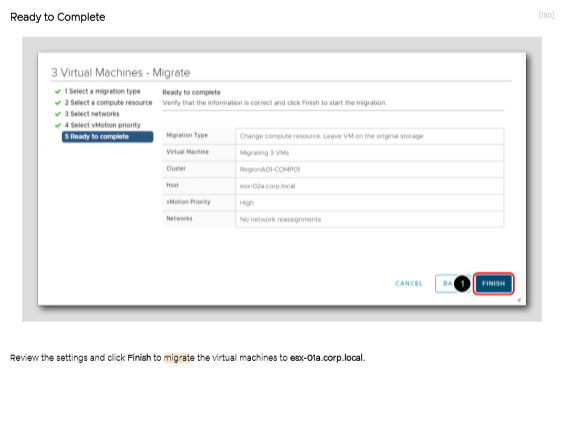 Ready to Complete
[180]
3 Virtual Machines - Migrate
1 Select a migration type
2 Select a compute resource
3 Select networks
4 Select vMotion priority
5 Ready to complete
Ready to complete
Verify that the information is correct and click Finish to start the migration.
Migration Type Change compute resource. Leave VM on the original storage
Virtual Machine Migrating 3 VMs
Cluster RegionA01-COMP01
Host esx-02a.corp.local
vMotion Priority High
Networks No network reassignments
CANCEL BA 1 FINISH
Review the settings and click Finish to migrate the virtual machines to esx-01a.corp.local.